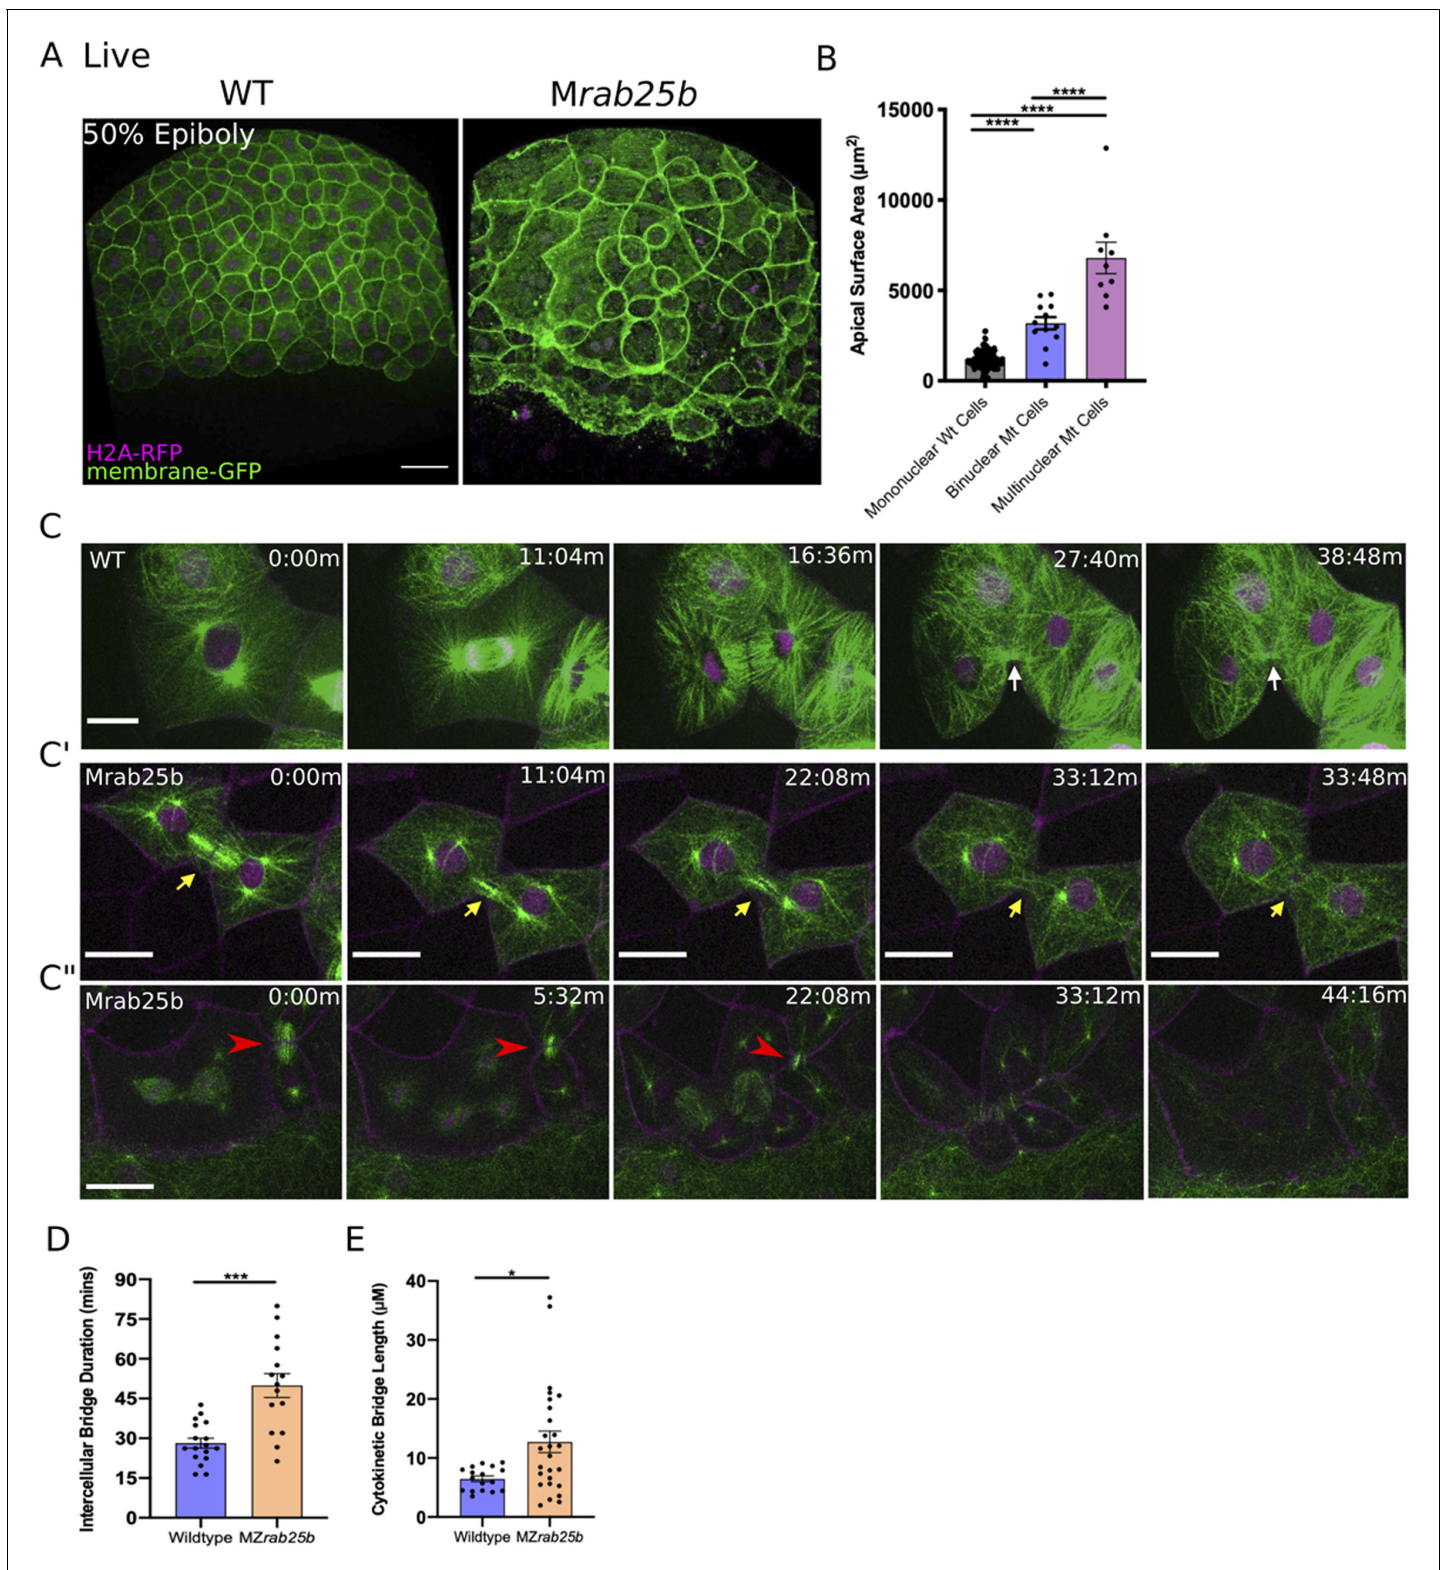 A Live
WT
Mrab25b
50% Epiboly
H2A-RFP
membrane-GFP
B
****
****
****
15000
10000
5000
0
Apical Surface Area (µm²)
Mononuclear Wt Cells
Binuclear Mt Cells
Multinuclear Mt Cells
C
WT 0:00m
11:04m
16:36m
27:40m
38:48m
C'
Mrab25b 0:00m
11:04m
22:08m
33:12m
33:48m
C"
Mrab25b 0:00m
5:32m
22:08m
33:12m
44:16m
D
***
90
75
60
45
30
15
0
Intercellular Bridge Duration (mins)
Wildtype MZrab25b
E
*
40
30
20
10
0
Cytokinetic Bridge Length (µM)
Wildtype MZrab25b